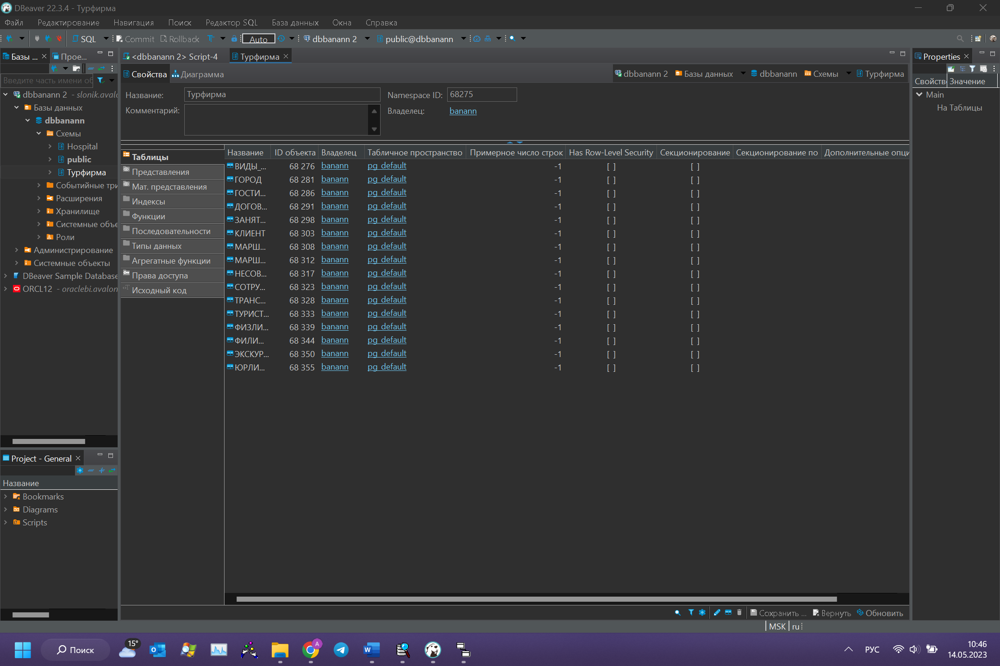 DBeaver 22.3.4 - Турфирма
Файл Редактирование Навигация Поиск Редактор SQL База данных Окна Справка
SQL Commit Rollback Auto dbbanann 2 public@dbbanann
Базы ... Прое...
Введите часть имени об
dbbanann 2 - slonik.avalo
Базы данных
dbbanann
Схемы
Hospital
public
Турфирма
Событийные три
Расширения
Хранилище
Системные объе
Роли
Администрирование
Системные объекты
DBeaver Sample Database
ORCL12 - oraclebi.avalon
Project - General
Название
Bookmarks
Diagrams
Scripts
<dbbanann 2> Script-4 Турфирма
Свойства Диаграмма dbbanann 2 Базы данных dbbanann Схемы Турфирма
Название: Турфирма Namespace ID: 68275
Комментарий: Владелец: banann
Таблицы
Представления
Мат. представления
Индексы
Функции
Последовательности
Типы данных
Агрегатные функции
Права доступа
Исходный код
Название ID объекта Владелец Табличное пространство Примерное число строк Has Row-Level Security Секционирование Секционирование по Дополнительные опци
ВИДЫ_... 68 276 banann pg_default -1 [ ] [ ]
ГОРОД 68 281 banann pg_default -1 [ ] [ ]
ГОСТИ... 68 286 banann pg_default -1 [ ] [ ]
ДОГОВ... 68 291 banann pg_default -1 [ ] [ ]
ЗАНЯТ... 68 298 banann pg_default -1 [ ] [ ]
КЛИЕНТ 68 303 banann pg_default -1 [ ] [ ]
МАРШ... 68 308 banann pg_default -1 [ ] [ ]
МАРШ... 68 312 banann pg_default -1 [ ] [ ]
НЕСОВ... 68 317 banann pg_default -1 [ ] [ ]
СОТРУ... 68 323 banann pg_default -1 [ ] [ ]
ТРАНС... 68 328 banann pg_default -1 [ ] [ ]
ТУРИСТ... 68 333 banann pg_default -1 [ ] [ ]
ФИЗЛИ... 68 339 banann pg_default -1 [ ] [ ]
ФИЛИ... 68 344 banann pg_default -1 [ ] [ ]
ЭКСКУР... 68 350 banann pg_default -1 [ ] [ ]
ЮРЛИ... 68 355 banann pg_default -1 [ ] [ ]
Сохранить ... Вернуть Обновить
Properties
Свойств Значение
Main
На Таблицы
MSK ru
Поиск 15° A РУС 10:46
14.05.2023